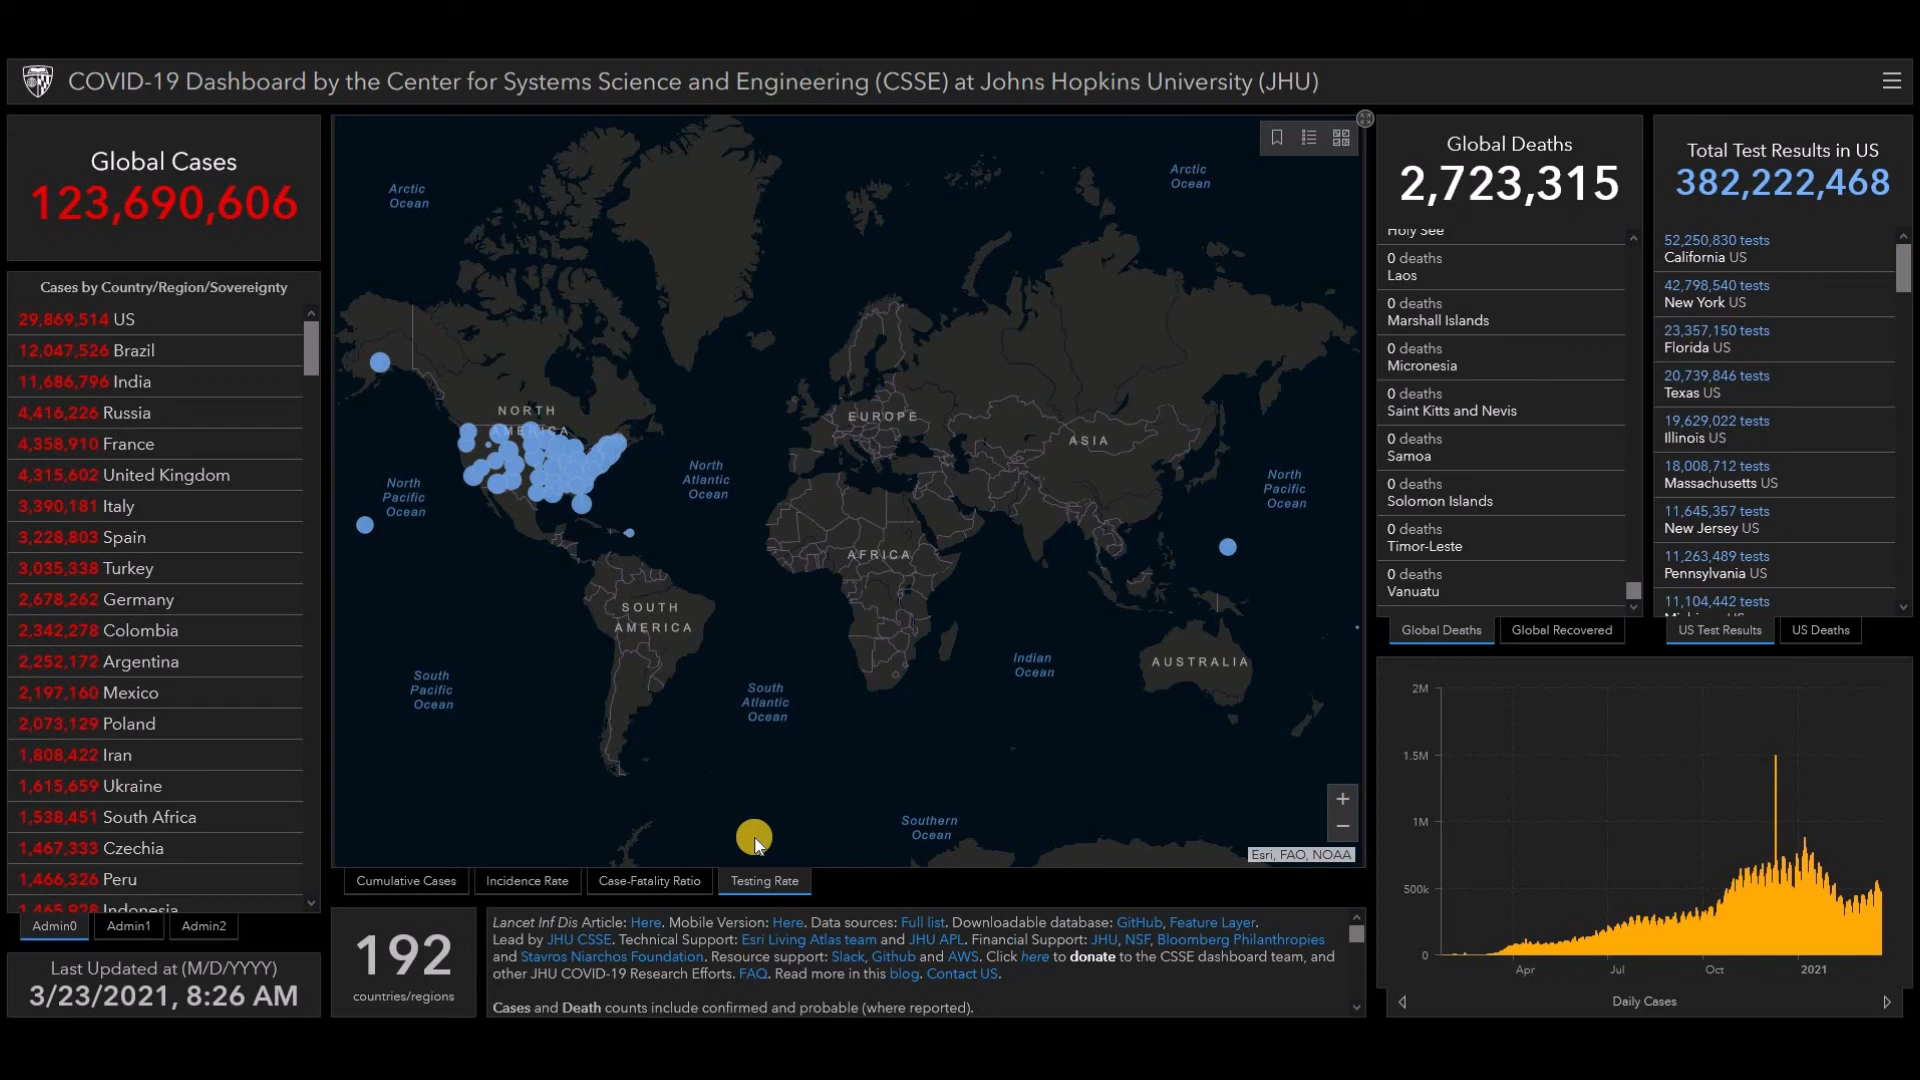 COVID-19 Dashboard by the Center for Systems Science and Engineering (CSSE) at Johns Hopkins University (JHU)
Global Cases
123,690,606
Cases by Country/Region/Sovereignty
29,869,514 US
12,047,526 Brazil
11,686,796 India
4,416,226 Russia
4,358,910 France
4,315,602 United Kingdom
3,390,181 Italy
3,228,803 Spain
3,035,338 Turkey
2,678,262 Germany
2,342,278 Colombia
2,252,172 Argentina
2,197,160 Mexico
2,073,129 Poland
1,808,422 Iran
1,615,659 Ukraine
1,538,451 South Africa
1,467,333 Czechia
1,466,326 Peru
1,465,928 Indonesia
Admin0
Admin1
Admin2
Last Updated at (M/D/YYYY)
3/23/2021, 8:26 AM
Arctic
Ocean
Arctic
Ocean
NORTH
AMERICA
EUROPE
ASIA
North
Pacific
Ocean
North
Atlantic
Ocean
North
Pacific
Ocean
AFRICA
SOUTH
AMERICA
Indian
Ocean
AUSTRALIA
South
Pacific
Ocean
South
Atlantic
Ocean
Southern
Ocean
+
−
Esri, FAO, NOAA
Cumulative Cases
Incidence Rate
Case-Fatality Ratio
Testing Rate
192
countries/regions
Lancet Inf Dis Article: Here. Mobile Version: Here. Data sources: Full list. Downloadable database: GitHub, Feature Layer.
Lead by JHU CSSE. Technical Support: Esri Living Atlas team and JHU APL. Financial Support: JHU, NSF, Bloomberg Philanthropies
and Stavros Niarchos Foundation. Resource support: Slack, Github and AWS. Click here to donate to the CSSE dashboard team, and
other JHU COVID-19 Research Efforts. FAQ. Read more in this blog. Contact US.
Cases and Death counts include confirmed and probable (where reported).
Global Deaths
2,723,315
Holy See
0 deaths
Laos
0 deaths
Marshall Islands
0 deaths
Micronesia
0 deaths
Saint Kitts and Nevis
0 deaths
Samoa
0 deaths
Solomon Islands
0 deaths
Timor-Leste
0 deaths
Vanuatu
Global Deaths
Global Recovered
Total Test Results in US
382,222,468
52,250,830 tests
California US
42,798,540 tests
New York US
23,357,150 tests
Florida US
20,739,846 tests
Texas US
19,629,022 tests
Illinois US
18,008,712 tests
Massachusetts US
11,645,357 tests
New Jersey US
11,263,489 tests
Pennsylvania US
11,104,442 tests
US Test Results
US Deaths
2M
1.5M
1M
500k
0
Apr
Jul
Oct
2021
Daily Cases